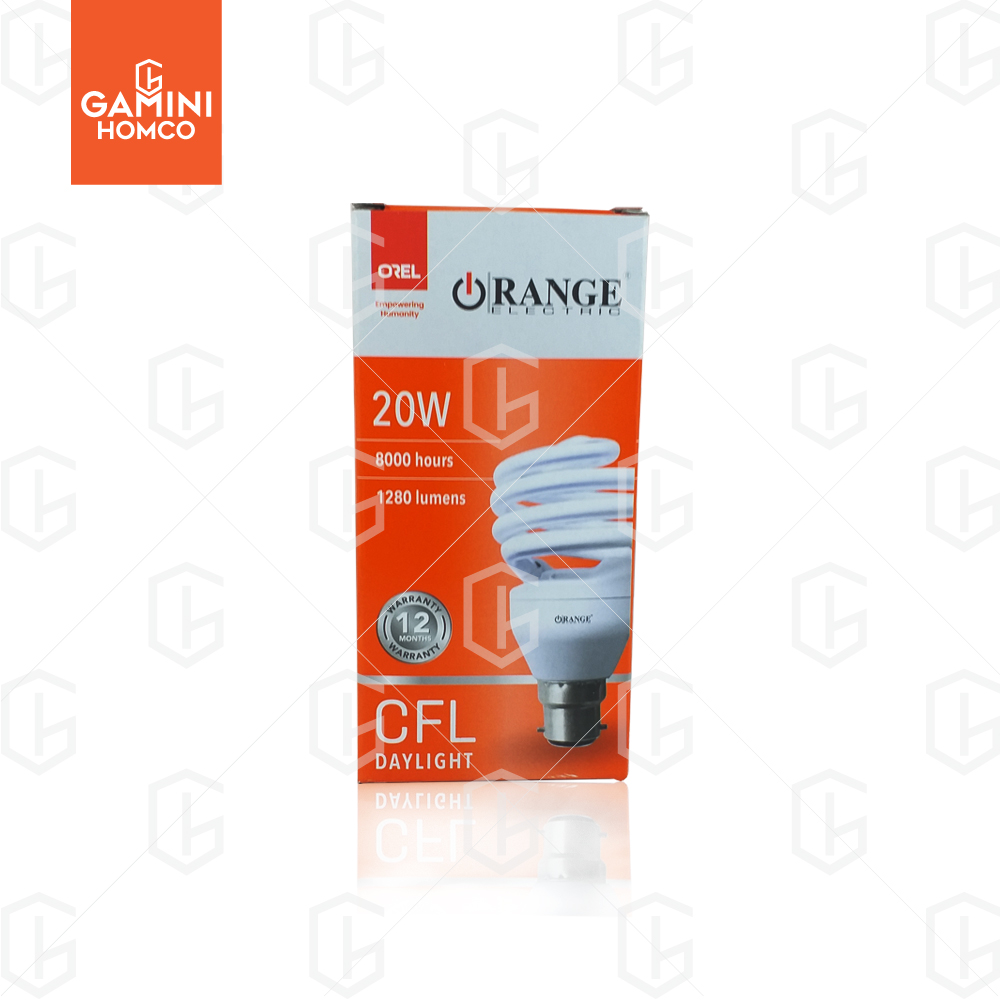 GAMINI
HOMCO
OREL
Empowering
Humanity
ORANGE
ELECTRIC
20W
8000 hours
1280 lumens
ORANGE
WARRANTY
12
MONTHS
WARRANTY
CFL
DAYLIGHT